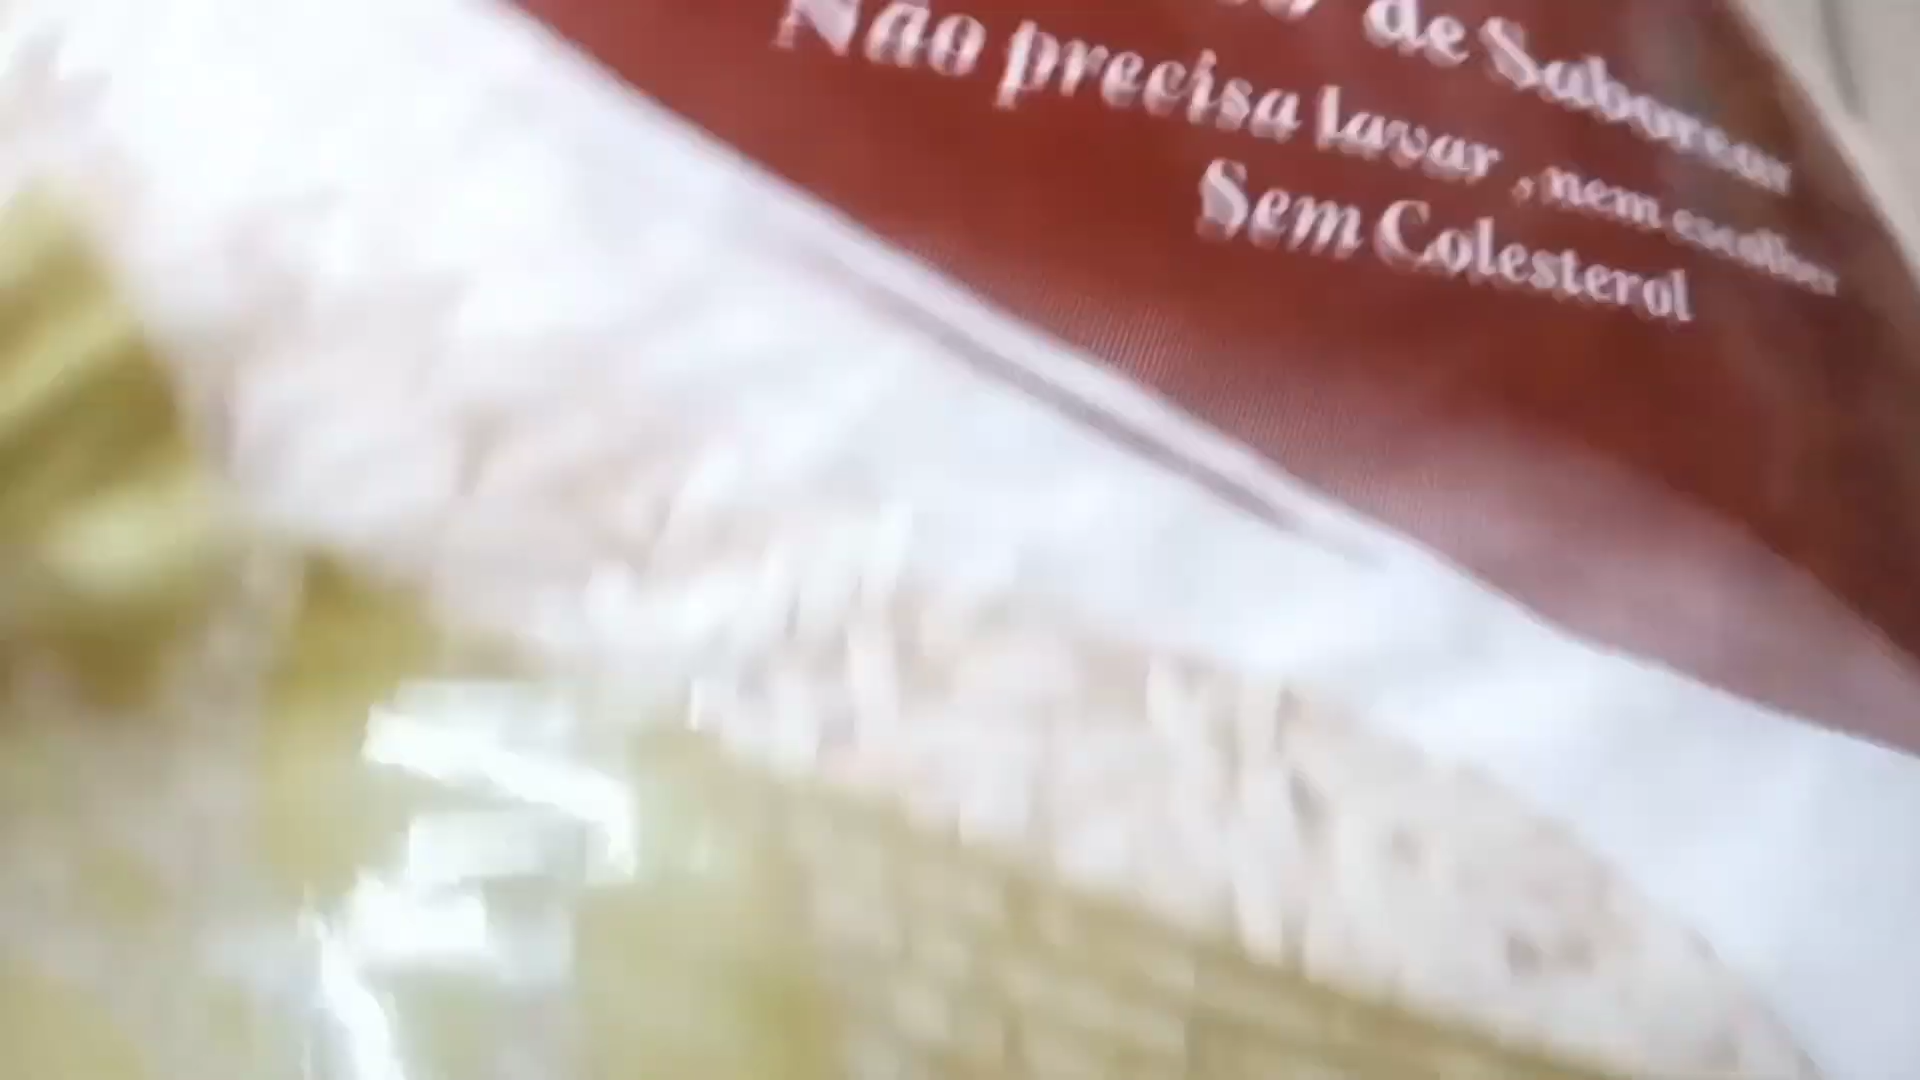 de Saborear
Não precisa lavar, nem escolher
Sem Colesterol